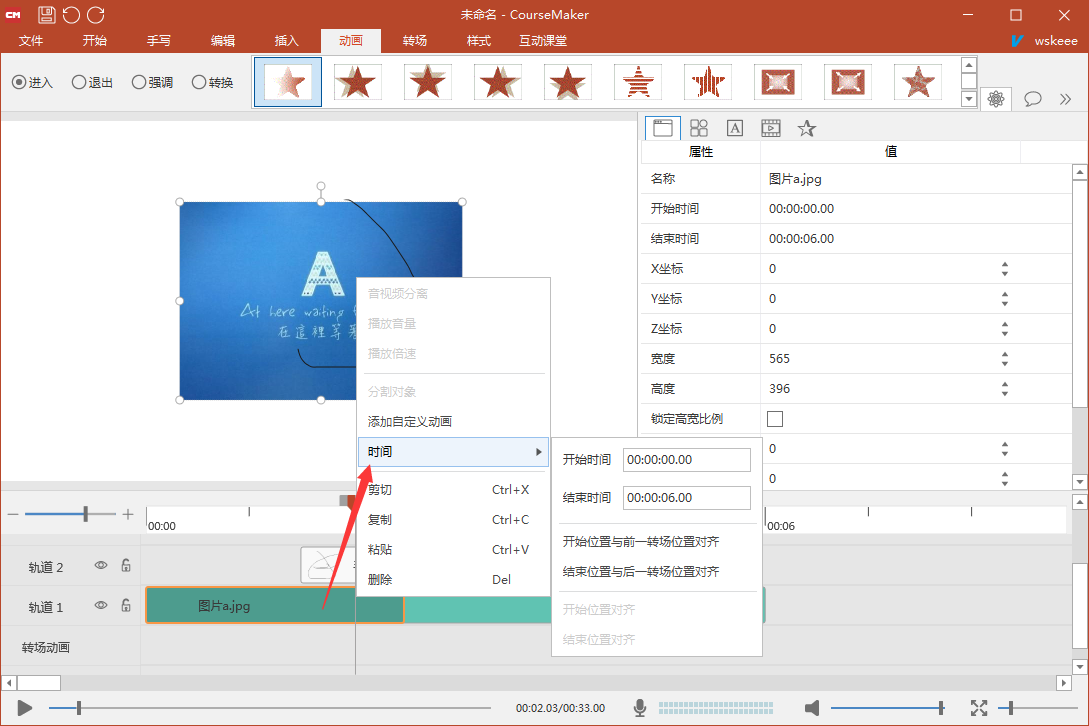 CM
未命名 - CourseMaker
文件 开始 手写 编辑 插入 动画 转场 样式 互动课堂
wskeee
进入 退出 强调 转换
属性 值
名称 图片a.jpg
开始时间 00:00:00.00
结束时间 00:00:06.00
X坐标 0
Y坐标 0
Z坐标 0
宽度 565
高度 396
锁定高宽比例
0
0
A
At here waiting
在這裡等
音视频分离
播放音量
播放倍速
分割对象
添加自定义动画
时间
剪切 Ctrl+X
复制 Ctrl+C
粘贴 Ctrl+V
删除 Del
开始时间 00:00:00.00
结束时间 00:00:06.00
开始位置与前一转场位置对齐
结束位置与后一转场位置对齐
开始位置对齐
结束位置对齐
00:00
00:06
轨道 2
轨道 1
图片a.jpg
转场动画
00:02.03/00:33.00